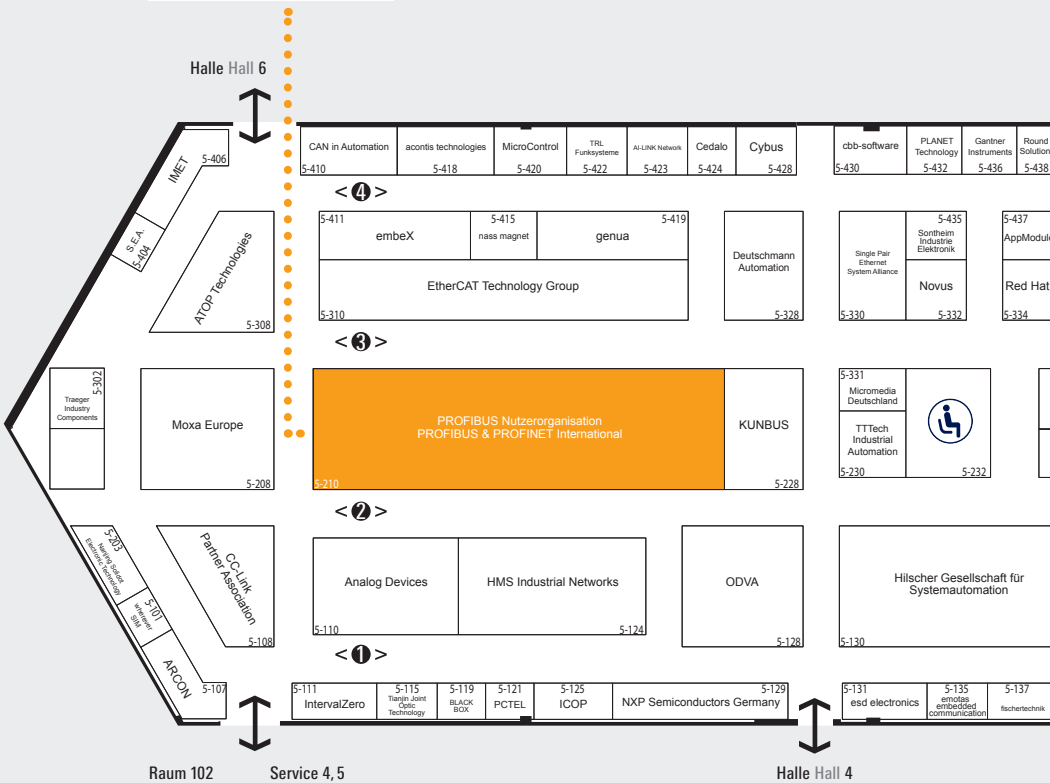 Halle Hall 6
CAN in Automation
5-410
acontis technologies
5-418
MicroControl
5-420
TRL
Funksysteme
5-422
AI-LINK Network
5-423
Cedalo
5-424
Cybus
5-428
cbb-software
5-430
PLANET
Technology
5-432
Gantner
Instruments
5-436
Round
Solution
5-438
5-406
IMET
S.E.A.
5-404
< 4 >
ATOP Technologies
5-308
5-411
embeX
5-415
nass magnet
5-419
genua
EtherCAT Technology Group
5-310
Deutschmann
Automation
5-328
Single Pair
Ethernet
System Alliance
5-330
5-435
Sontheim
Industrie
Elektronik
Novus
5-332
5-437
AppModule
Red Hat
5-334
< 3 >
5-302
Traeger
Industry
Components
Moxa Europe
5-208
PROFIBUS Nutzerorganisation
PROFIBUS & PROFINET International
5-210
KUNBUS
5-228
5-331
Micromedia
Deutschland
TTTech
Industrial
Automation
5-230
5-232
< 2 >
5-203
Nanjing Solidot
Electronic Technology
5-101
wherever
SIM
ARCON
5-107
CC-Link
Partner Association
5-108
Analog Devices
5-110
HMS Industrial Networks
5-124
ODVA
5-128
Hilscher Gesellschaft für
Systemautomation
5-130
< 1 >
5-111
IntervalZero
5-115
Tianjin Joint
Optic
Technology
5-119
BLACK
BOX
5-121
PCTEL
5-125
ICOP
5-129
NXP Semiconductors Germany
5-131
esd electronics
5-135
emotas
embedded
communication
5-137
fischertechnik
Raum 102
Service 4, 5
Halle Hall 4